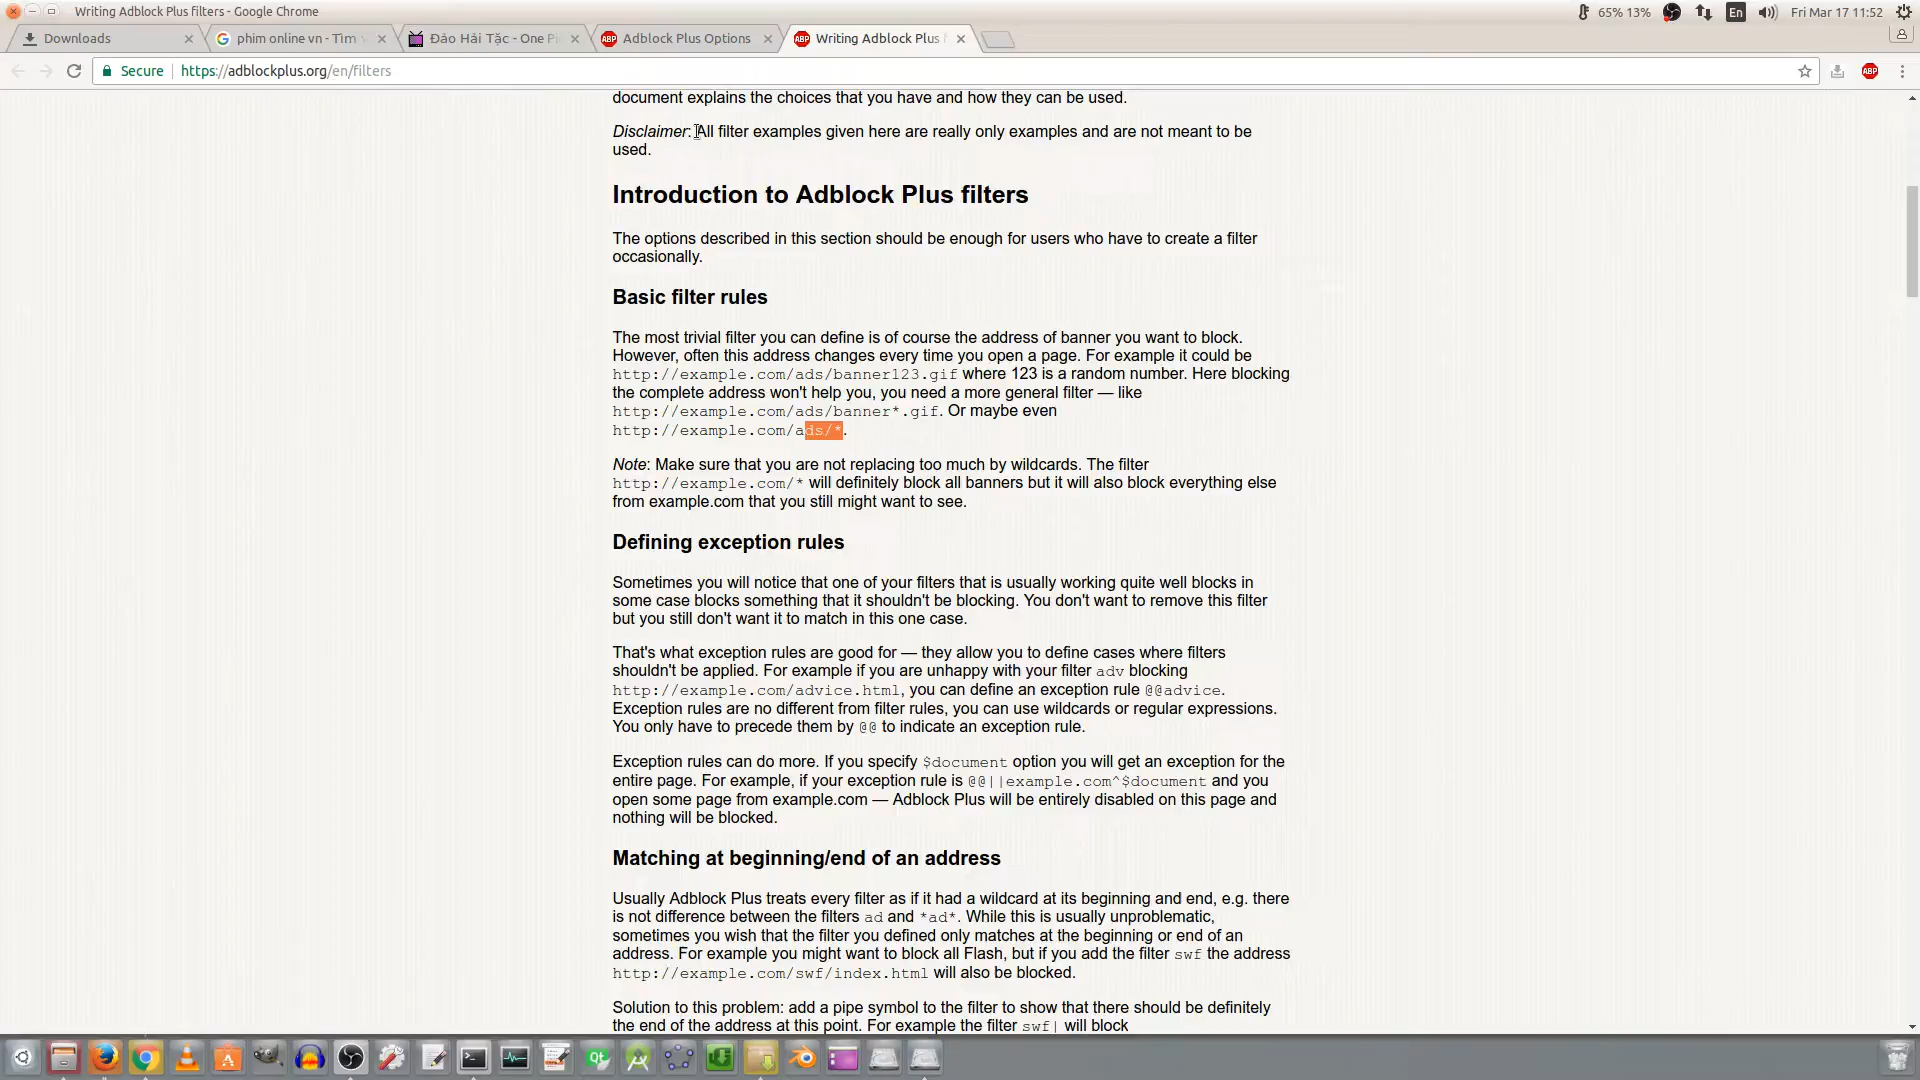 Writing Adblock Plus filters - Google Chrome
65% 13%
En
Fri Mar 17 11:52
Downloads
phim online vn - Tìm
Đảo Hải Tặc - One Pi
Adblock Plus Options
Writing Adblock Plus
Secure
https://adblockplus.org/en/filters
ABP
document explains the choices that you have and how they can be used.
Disclaimer: All filter examples given here are really only examples and are not meant to be
used.
Introduction to Adblock Plus filters
The options described in this section should be enough for users who have to create a filter
occasionally.
Basic filter rules
The most trivial filter you can define is of course the address of banner you want to block.
However, often this address changes every time you open a page. For example it could be
http://example.com/ads/banner123.gif where 123 is a random number. Here blocking
the complete address won't help you, you need a more general filter — like
http://example.com/ads/banner*.gif. Or maybe even
http://example.com/ads/*.
Note: Make sure that you are not replacing too much by wildcards. The filter
http://example.com/* will definitely block all banners but it will also block everything else
from example.com that you still might want to see.
Defining exception rules
Sometimes you will notice that one of your filters that is usually working quite well blocks in
some case blocks something that it shouldn't be blocking. You don't want to remove this filter
but you still don't want it to match in this one case.
That's what exception rules are good for — they allow you to define cases where filters
shouldn't be applied. For example if you are unhappy with your filter adv blocking
http://example.com/advice.html, you can define an exception rule @@advice.
Exception rules are no different from filter rules, you can use wildcards or regular expressions.
You only have to precede them by @@ to indicate an exception rule.
Exception rules can do more. If you specify $document option you will get an exception for the
entire page. For example, if your exception rule is @@||example.com^$document and you
open some page from example.com — Adblock Plus will be entirely disabled on this page and
nothing will be blocked.
Matching at beginning/end of an address
Usually Adblock Plus treats every filter as if it had a wildcard at its beginning and end, e.g. there
is not difference between the filters ad and *ad*. While this is usually unproblematic,
sometimes you wish that the filter you defined only matches at the beginning or end of an
address. For example you might want to block all Flash, but if you add the filter swf the address
http://example.com/swf/index.html will also be blocked.
Solution to this problem: add a pipe symbol to the filter to show that there should be definitely
the end of the address at this point. For example the filter swf| will block